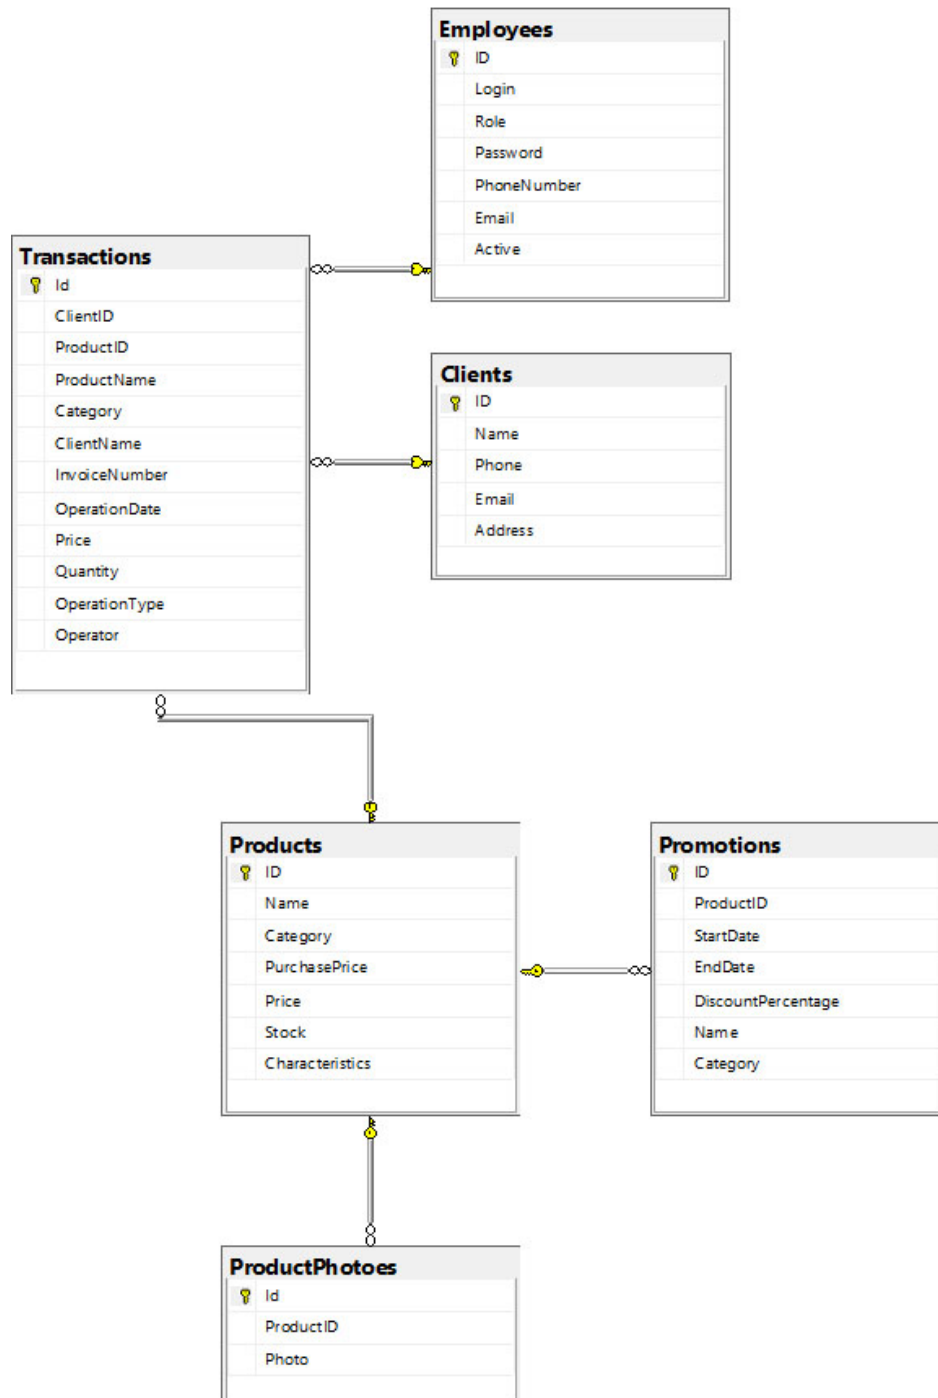 Employees
ID
Login
Role
Password
PhoneNumber
Email
Active
Transactions
Id
ClientID
ProductID
ProductName
Category
ClientName
InvoiceNumber
OperationDate
Price
Quantity
OperationType
Operator
Clients
ID
Name
Phone
Email
Address
Products
ID
Name
Category
PurchasePrice
Price
Stock
Characteristics
Promotions
ID
ProductID
StartDate
EndDate
DiscountPercentage
Name
Category
ProductPhotoes
Id
ProductID
Photo